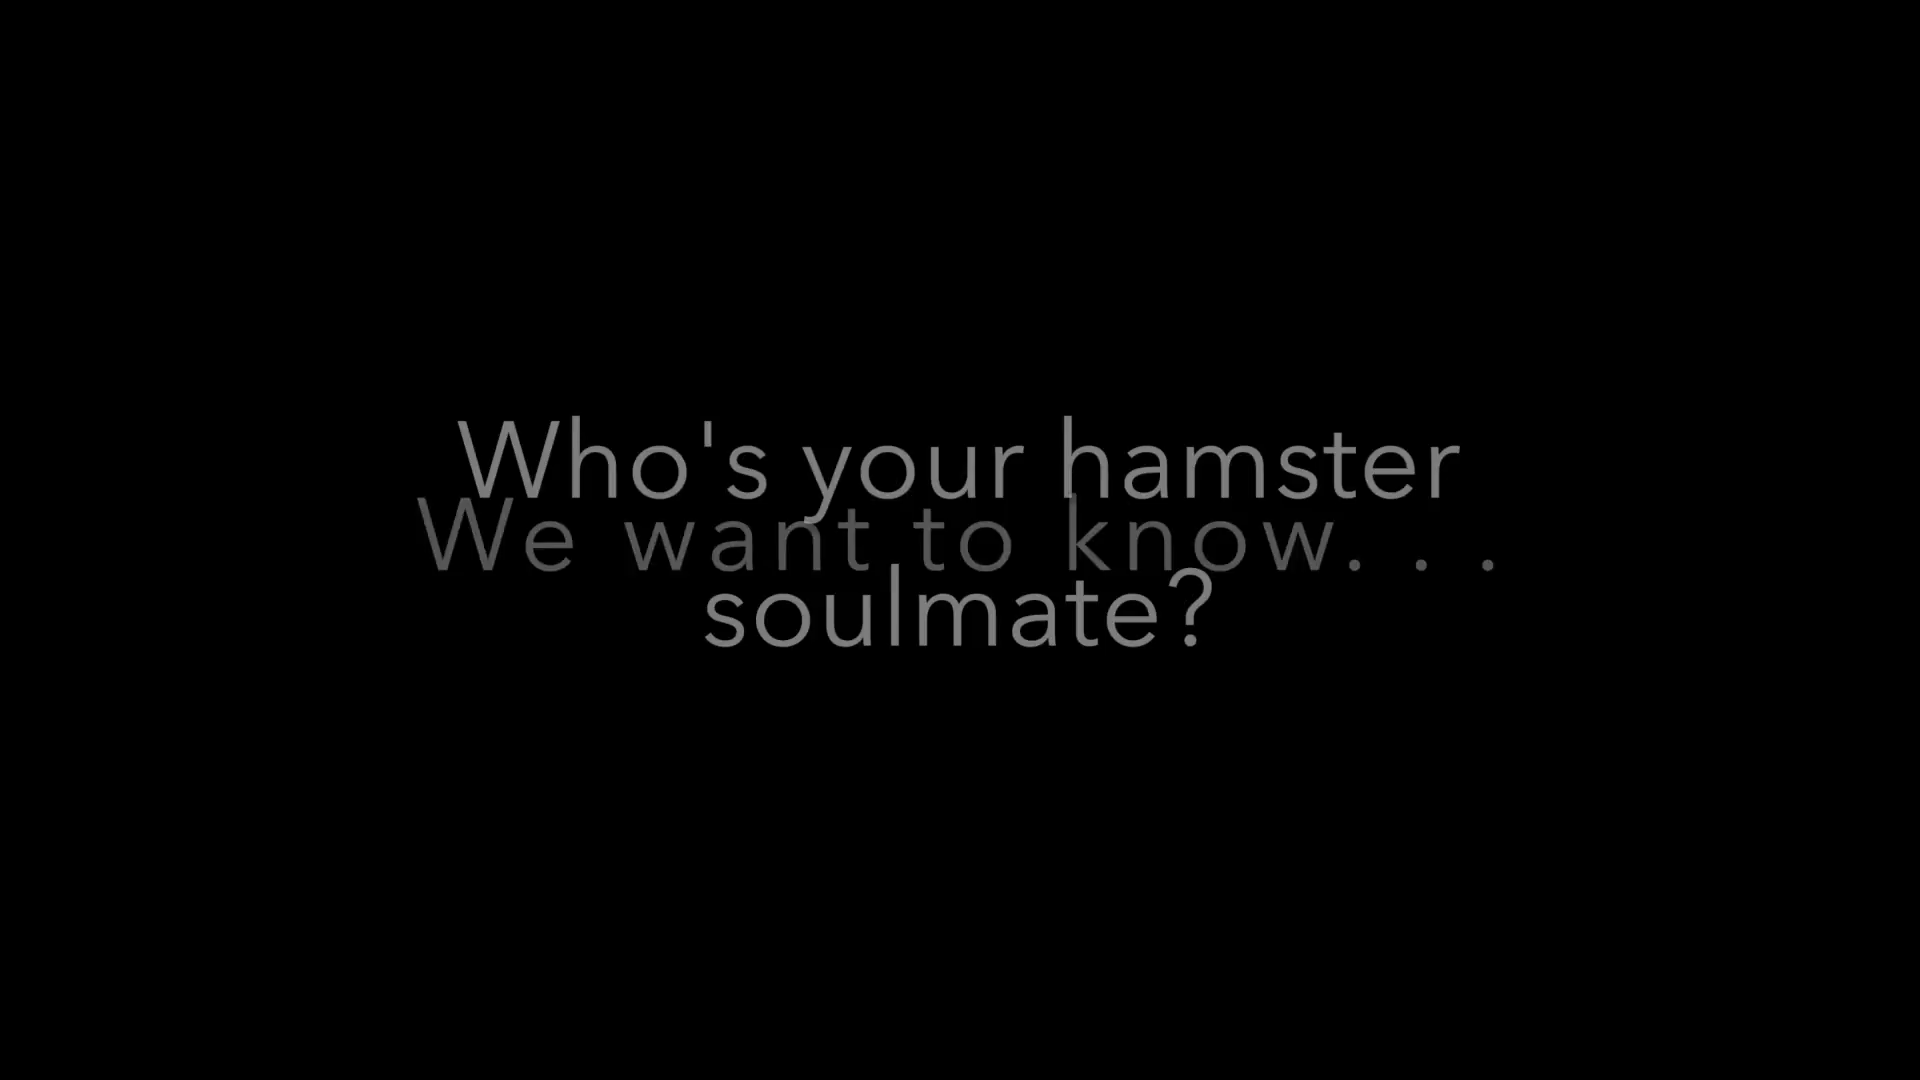 Who's your hamster
We want to know. . .
soulmate?